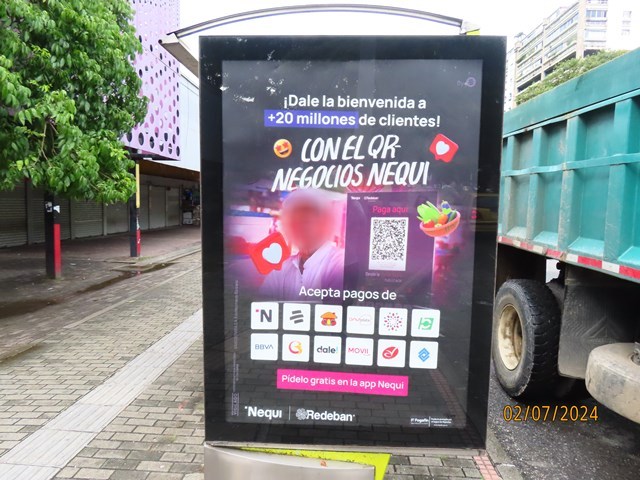 ¡Dale la bienvenida a
+20 millones de clientes!
CON EL QR-
NEGOCIOS NEQUI
Paga aquí
Acepta pagos de
N
BBVA
dale!
MOVII
Pídelo gratis en la app Nequi
Nequi Redeban
02/07/2024